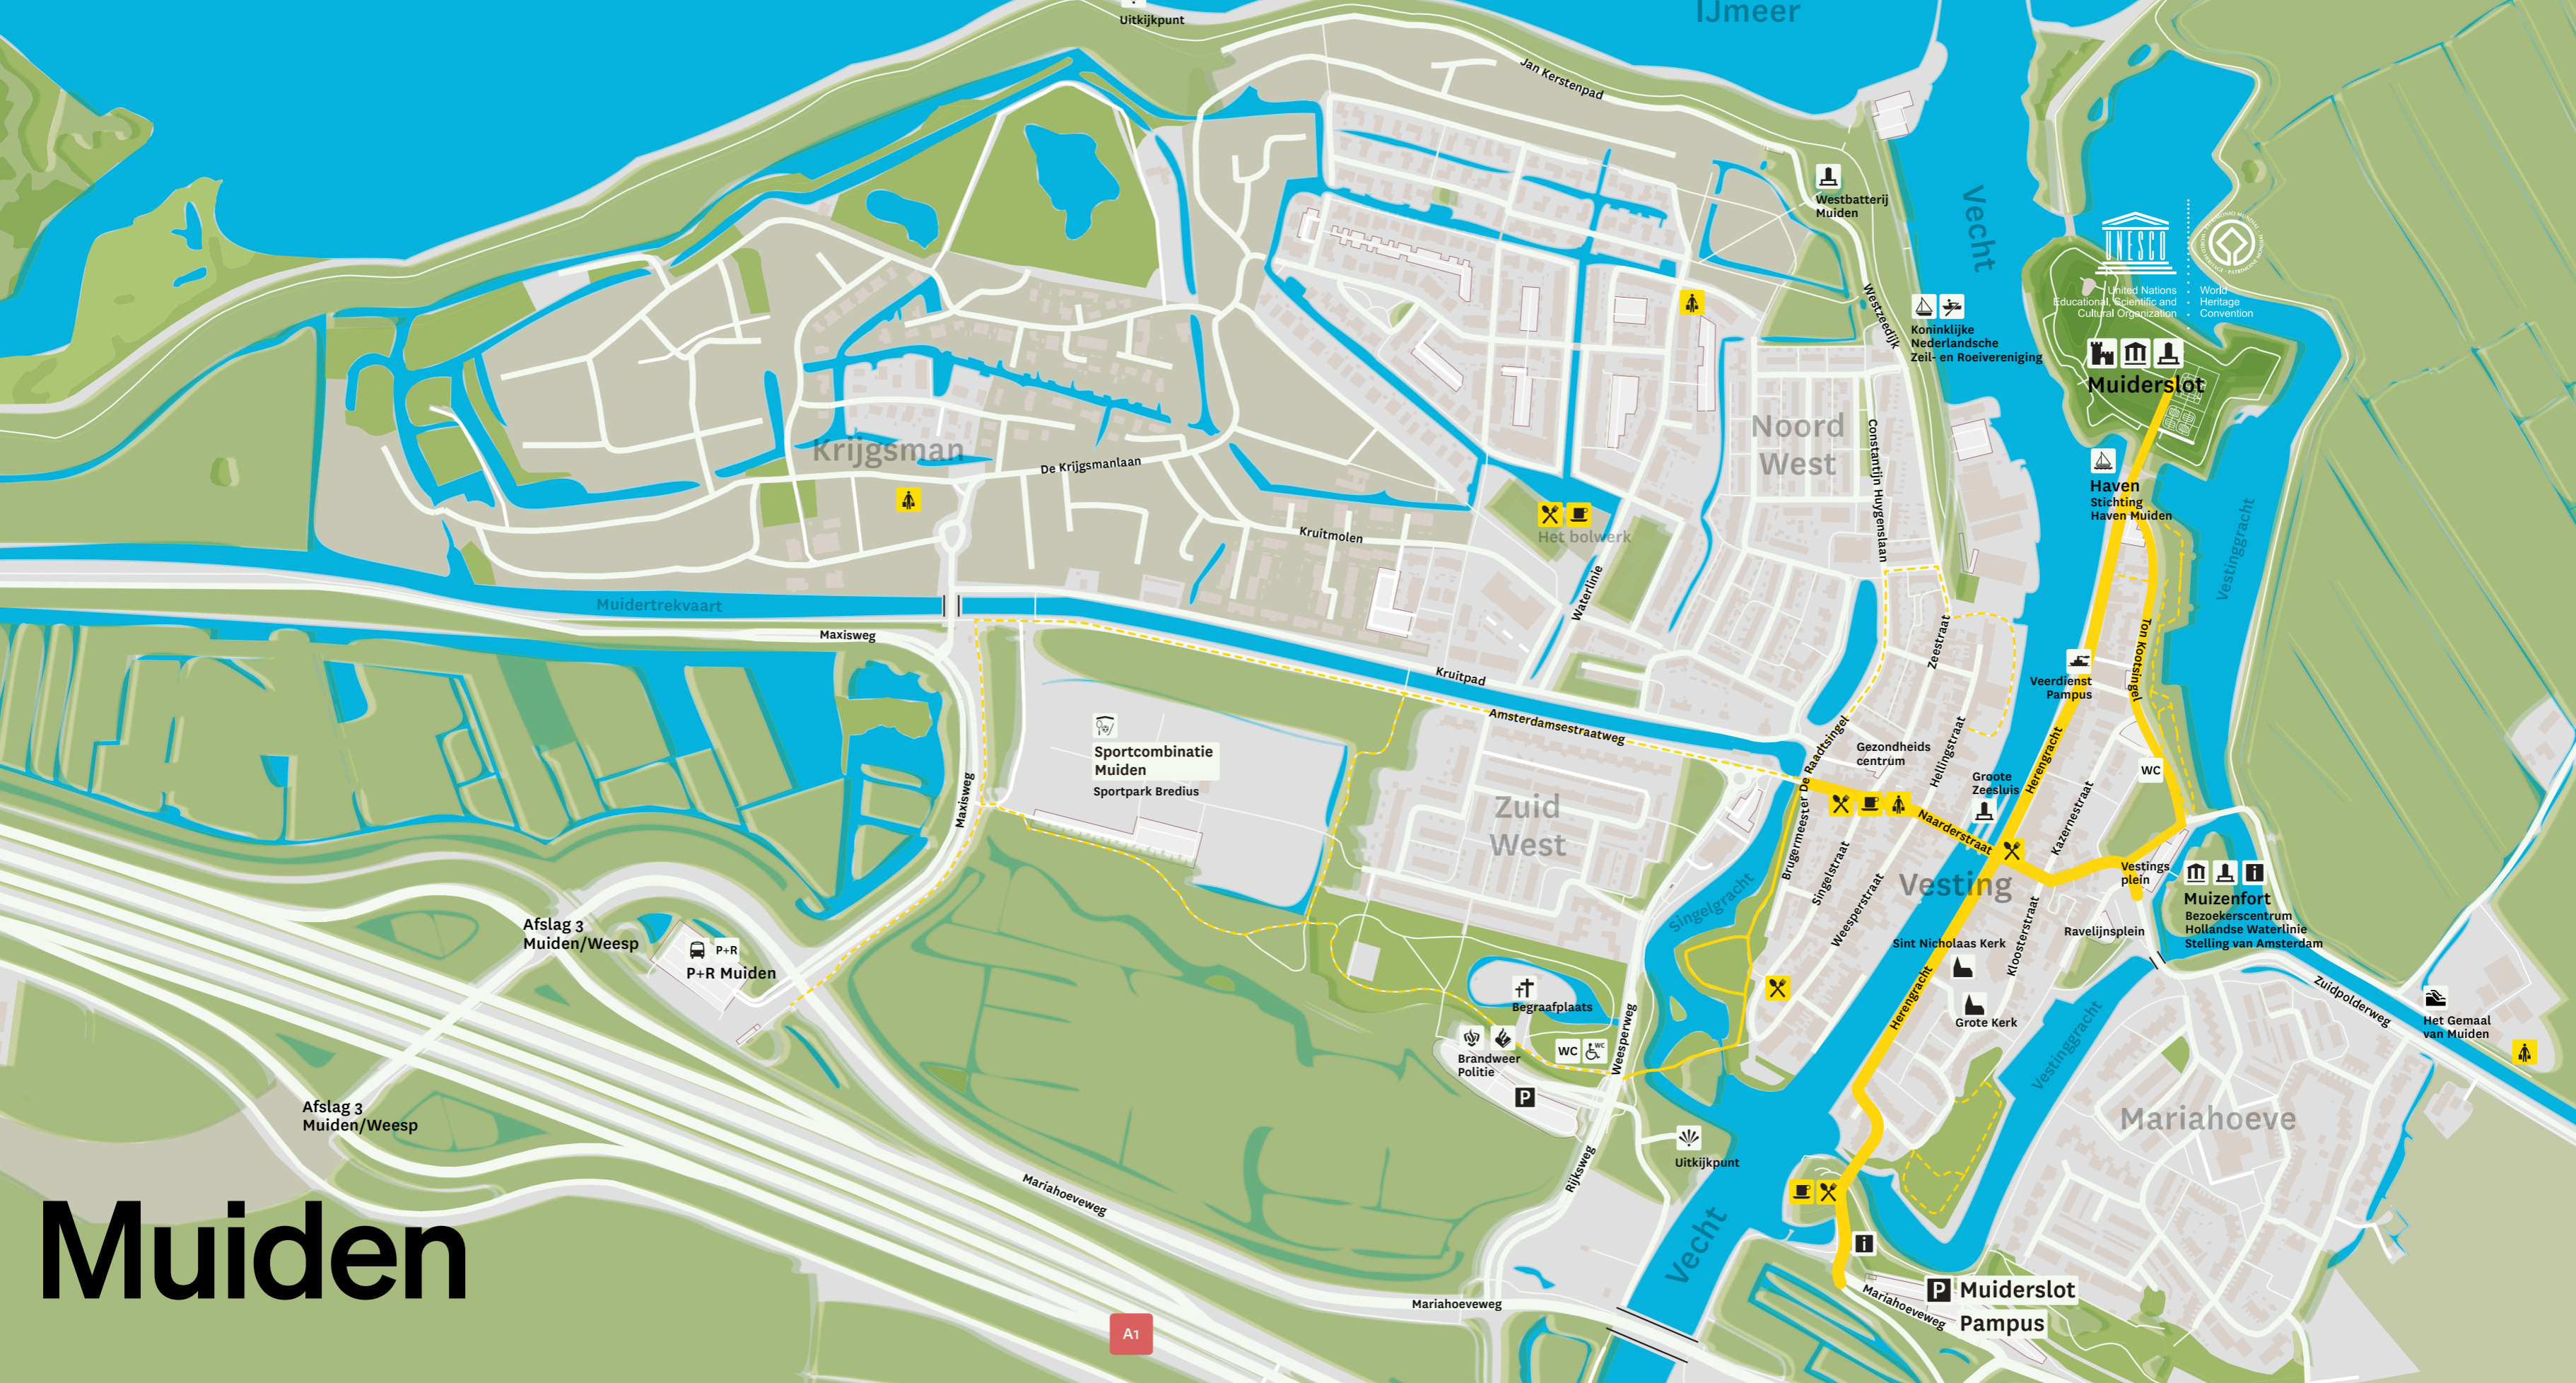 Uitkijkpunt
IJmeer
Jan Kerstenpad
Westbatterij
Muiden
Vecht
Westzeedijk
Koninklijke
Nederlandsche
Zeil- en Roeivereniging
UNESCO
United Nations
Educational, Scientific and
Cultural Organization
World
Heritage
Convention
Muiderslot
Haven
Stichting
Haven Muiden
Vestinggracht
Noord
West
Constantijn Huygenslaan
Krijgsman
De Krijgsmanlaan
Kruitmolen
Het bolwerk
Waterlinie
Muidertrekvaart
Maxisweg
Kruitpad
Amsterdamsestraatweg
Zeestraat
Ton Kootsingel
Veerdienst
Pampus
Sportcombinatie
Muiden
Sportpark Bredius
Maxisweg
Zuid
West
Brugermeester De Raadtsingel
Gezondheids
centrum
Hellingstraat
Groote
Zeesluis
Herengracht
WC
Kazernestraat
Naarderstraat
Singelstraat
Weesperstraat
Vesting
Vestings
plein
Muizenfort
Bezoekerscentrum
Hollandse Waterlinie
Stelling van Amsterdam
Singelgracht
Ravelijnsplein
Kloosterstraat
Sint Nicholaas Kerk
Herengracht
Grote Kerk
Vestinggracht
Zuidpolderweg
Het Gemaal
van Muiden
Mariahoeve
Afslag 3
Muiden/Weesp
P+R
P+R Muiden
Afslag 3
Muiden/Weesp
Begraafplaats
Brandweer
Politie
WC
WC
P
Weesperweg
Uitkijkpunt
Rijksweg
Mariahoeveweg
Vecht
Mariahoeveweg
Mariahoeveweg
P Muiderslot
Pampus
A1
Muiden